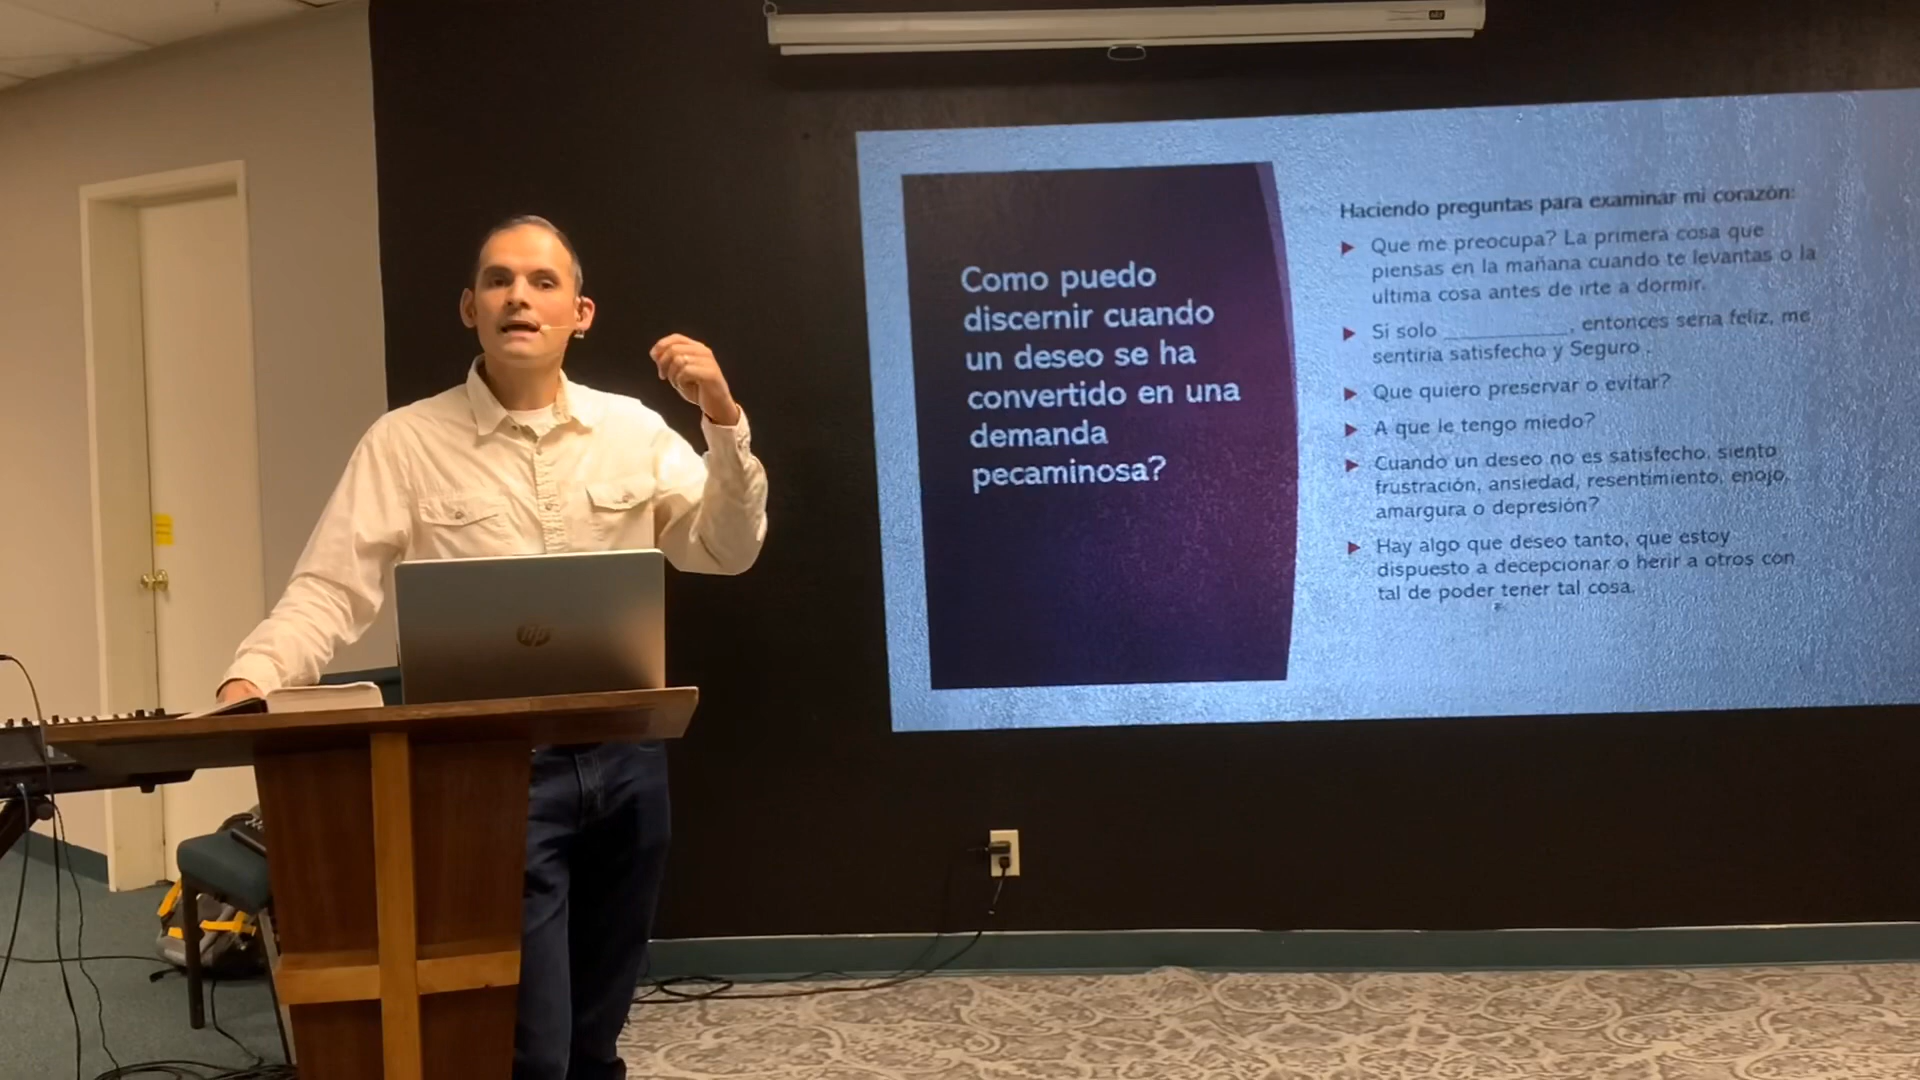 Como puedo
discernir cuando
un deseo se ha
convertido en una
demanda
pecaminosa?
Haciendo preguntas para examinar mi corazón:
Que me preocupa? La primera cosa que
piensas en la mañana cuando te levantas o la
ultima cosa antes de irte a dormir.
Si solo ___________, entonces seria feliz, me
sentiria satisfecho y Seguro .
Que quiero preservar o evitar?
A que le tengo miedo?
Cuando un deseo no es satisfecho, siento
frustración, ansiedad, resentimiento, enojo,
amargura o depresión?
Hay algo que deseo tanto, que estoy
dispuesto a decepcionar o herir a otros con
tal de poder tener tal cosa.
hp